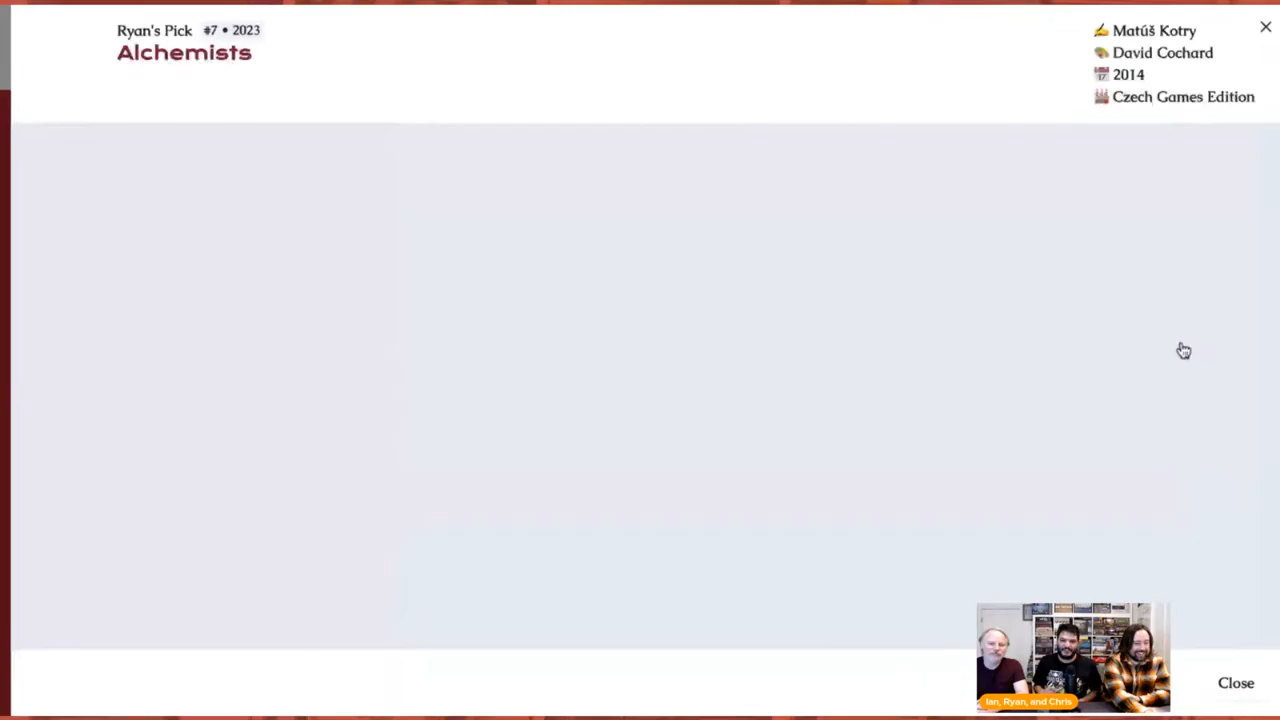 Ryan's Pick #7 • 2023
Alchemists
Matúš Kotry
David Cochard
2014
Czech Games Edition
Ian, Ryan, and Chris
Close